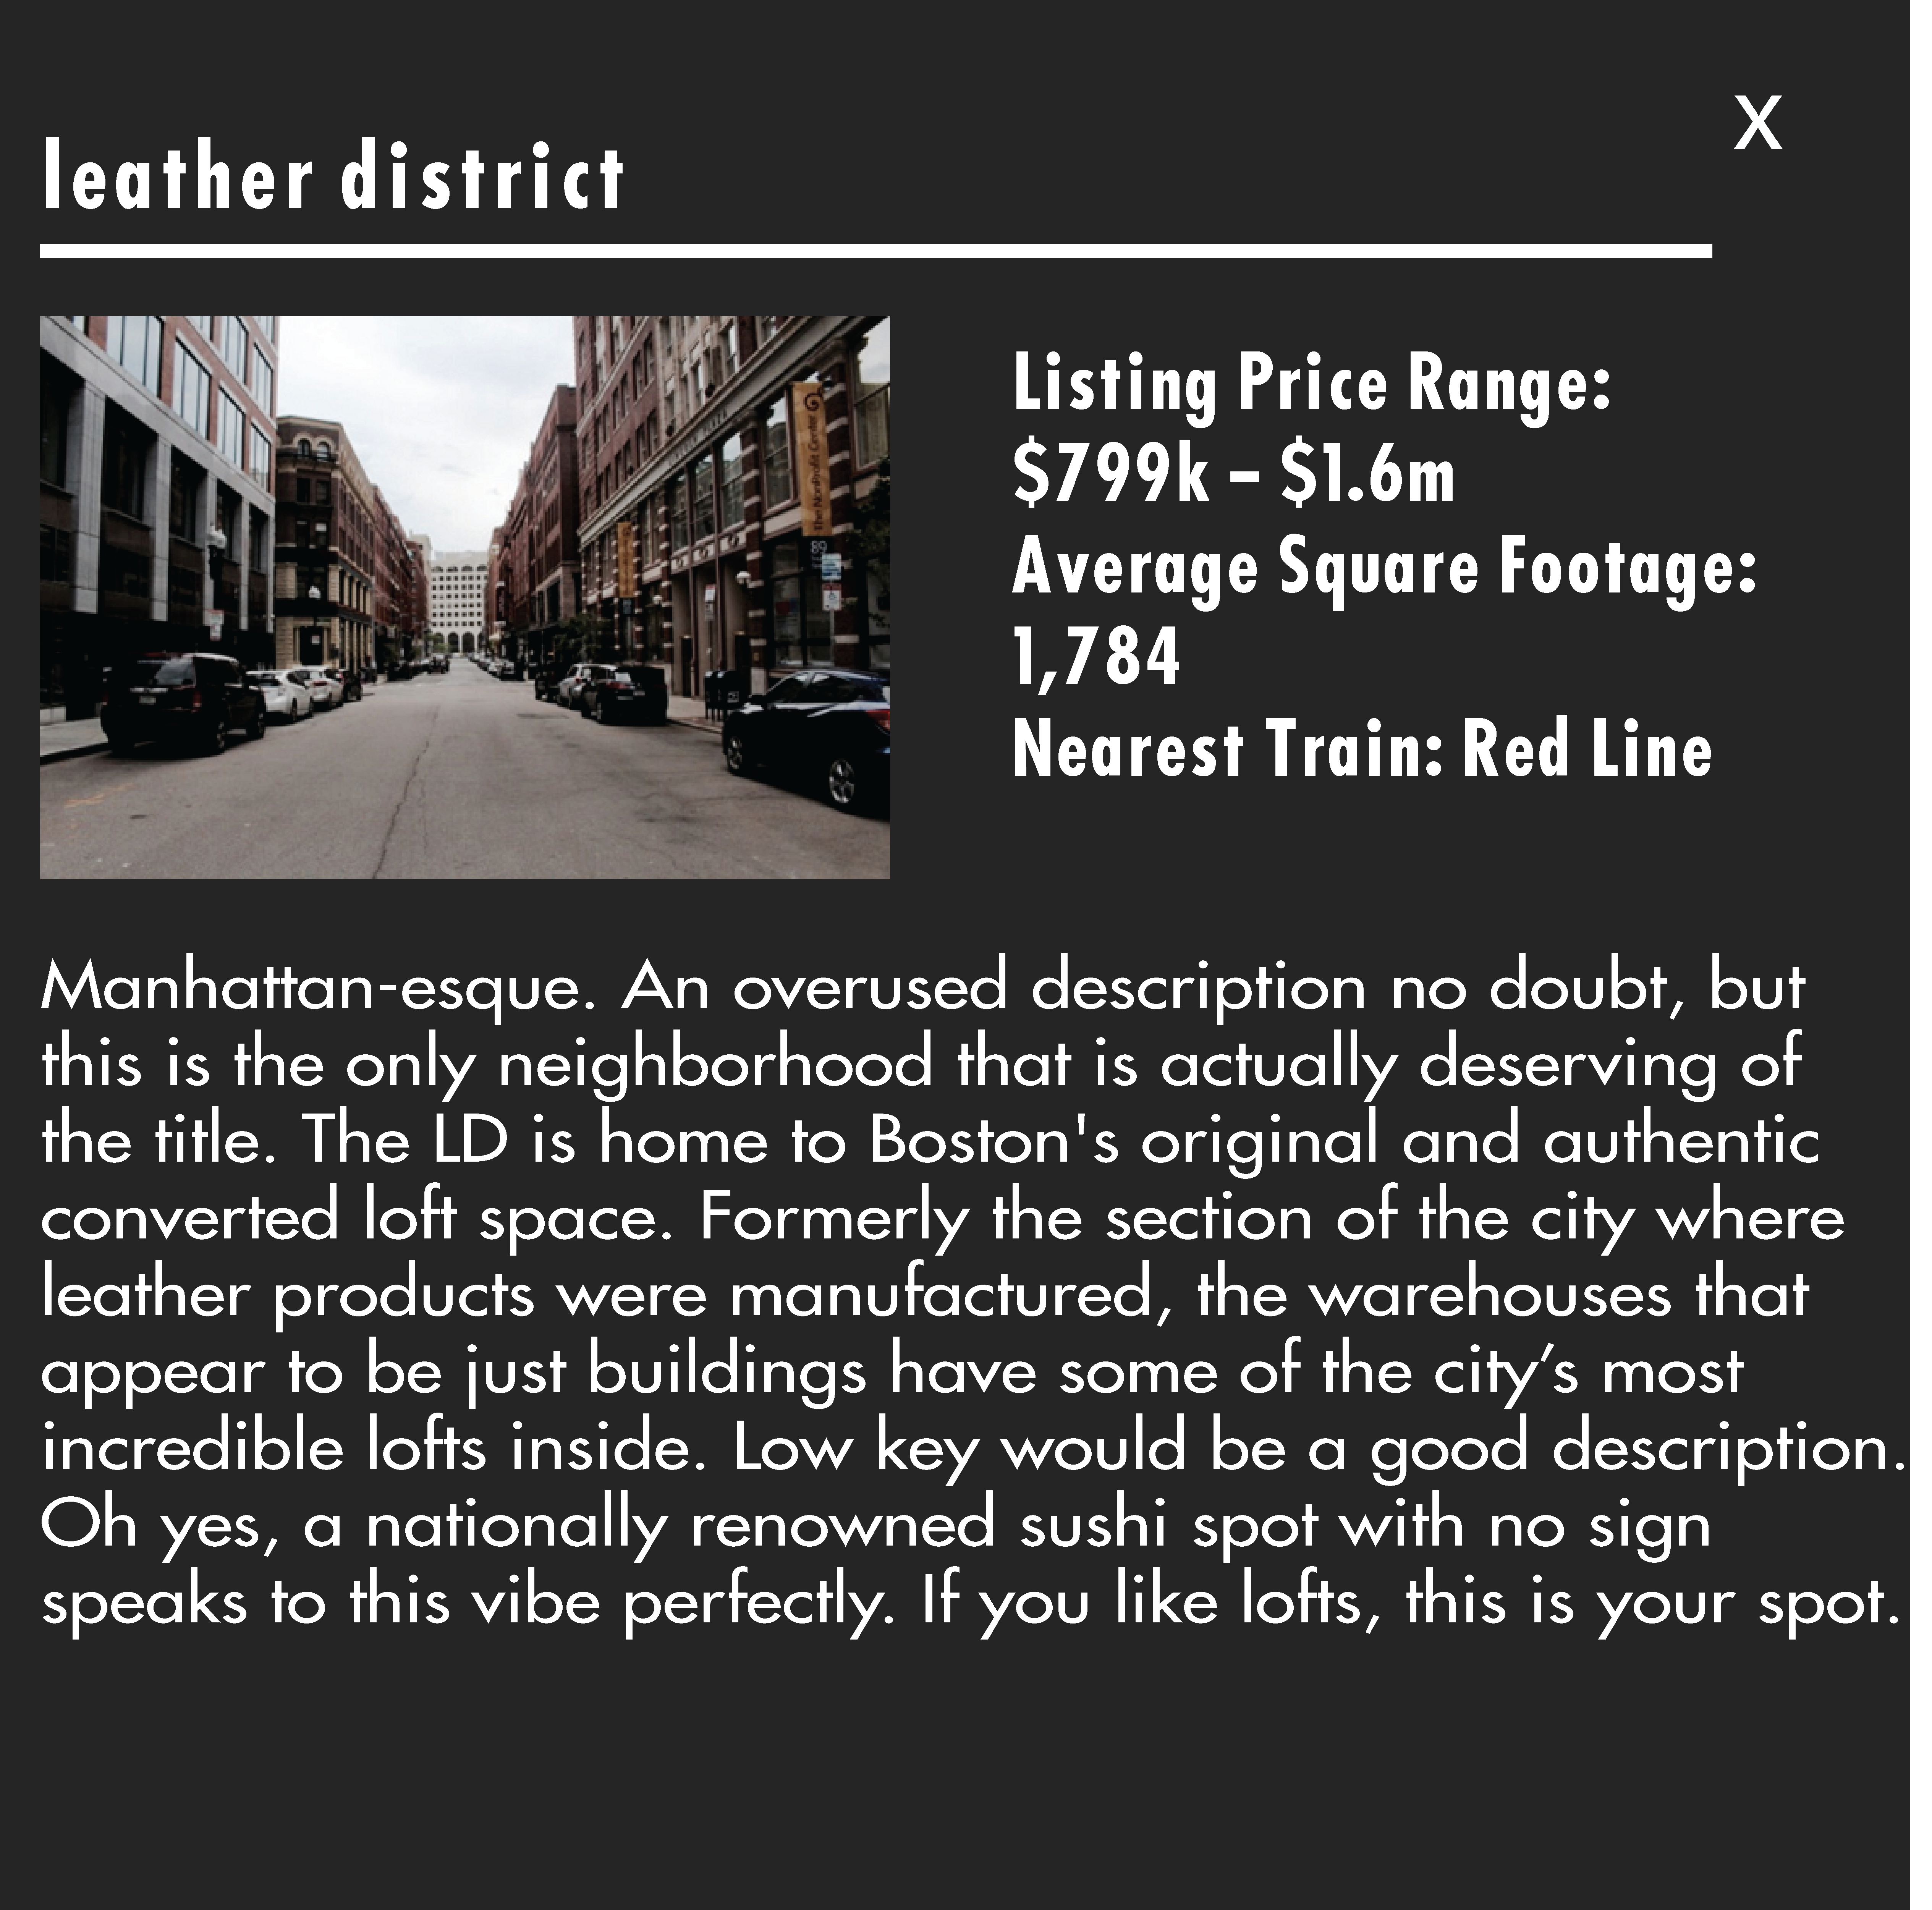 x
leather district
The NonProfit Center
89
Listing Price Range:
$799k – $1.6m
Average Square Footage:
1,784
Nearest Train: Red Line
Manhattan-esque. An overused description no doubt, but
this is the only neighborhood that is actually deserving of
the title. The LD is home to Boston's original and authentic
converted loft space. Formerly the section of the city where
leather products were manufactured, the warehouses that
appear to be just buildings have some of the city’s most
incredible lofts inside. Low key would be a good description.
Oh yes, a nationally renowned sushi spot with no sign
speaks to this vibe perfectly. If you like lofts, this is your spot.